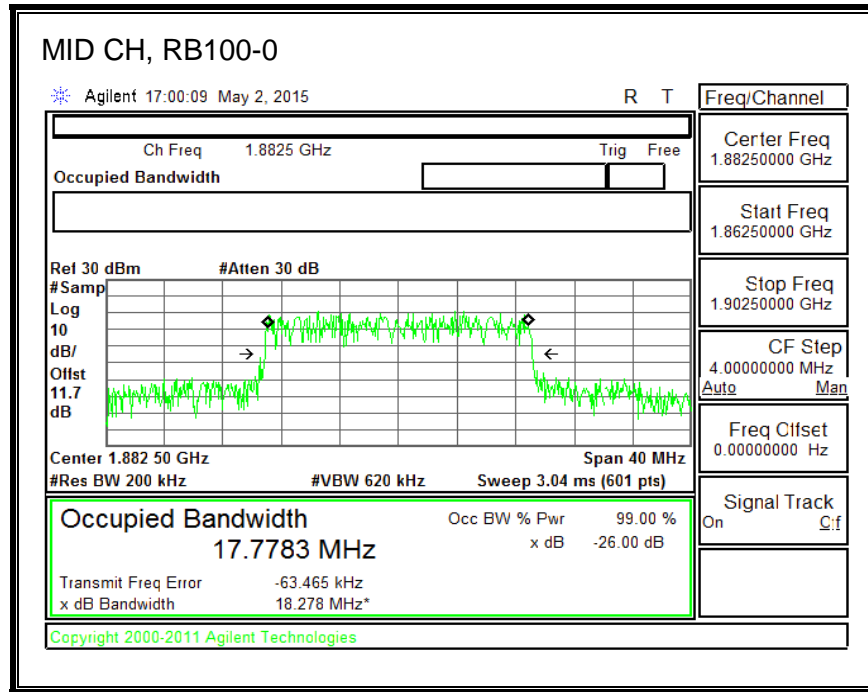 MID CH, RB100-0
Agilent 17:00:09 May 2, 2015 R T
Freq/Channel
Ch Freq 1.8825 GHz Trig Free
Occupied Bandwidth
Center Freq
1.88250000 GHz
Start Freq
1.86250000 GHz
Stop Freq
1.90250000 GHz
CF Step
4.00000000 MHz
Auto Man
Freq Offset
0.00000000 Hz
Signal Track
On Off
Ref 30 dBm #Atten 30 dB
#Samp
Log
10
dB/
Offst
11.7
dB
Center 1.882 50 GHz Span 40 MHz
#Res BW 200 kHz #VBW 620 kHz Sweep 3.04 ms (601 pts)
Occupied Bandwidth Occ BW % Pwr 99.00 %
17.7783 MHz x dB -26.00 dB
Transmit Freq Error -63.465 kHz
x dB Bandwidth 18.278 MHz*
Copyright 2000-2011 Agilent Technologies